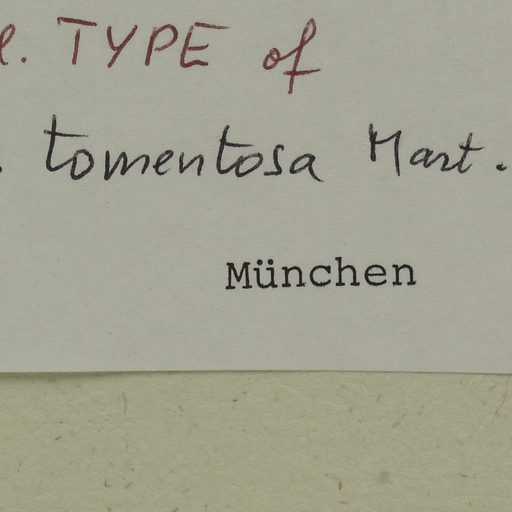 . TYPE of
. tomentosa Mart.
München